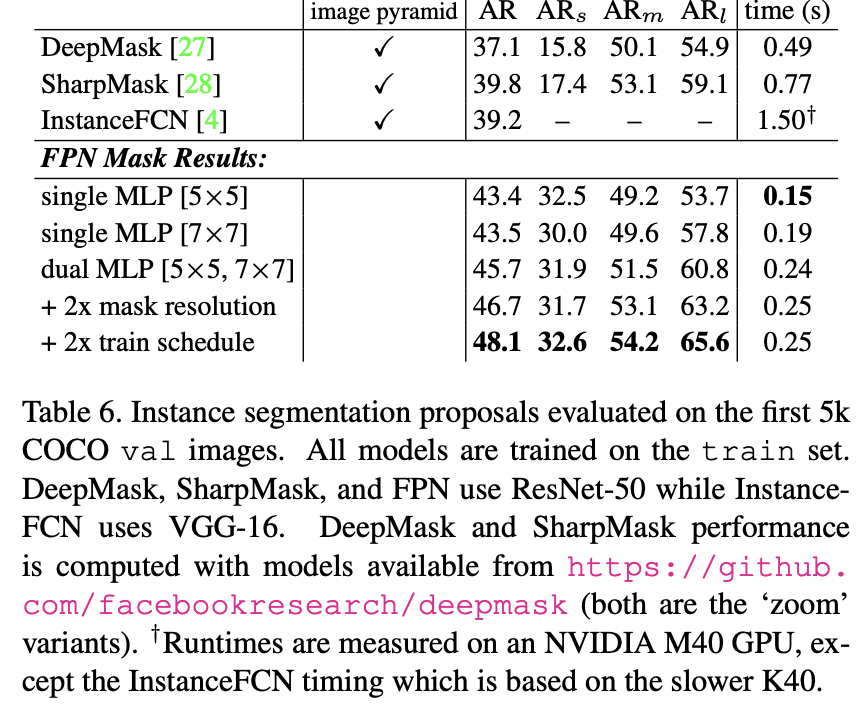 image pyramid AR ARs ARm ARl time (s)
DeepMask [27] ✓ 37.1 15.8 50.1 54.9 0.49
SharpMask [28] ✓ 39.8 17.4 53.1 59.1 0.77
InstanceFCN [4] ✓ 39.2 – – – 1.50†
FPN Mask Results:
single MLP [5×5] 43.4 32.5 49.2 53.7 0.15
single MLP [7×7] 43.5 30.0 49.6 57.8 0.19
dual MLP [5×5, 7×7] 45.7 31.9 51.5 60.8 0.24
+ 2x mask resolution 46.7 31.7 53.1 63.2 0.25
+ 2x train schedule 48.1 32.6 54.2 65.6 0.25
Table 6. Instance segmentation proposals evaluated on the first 5k
COCO val images. All models are trained on the train set.
DeepMask, SharpMask, and FPN use ResNet-50 while Instance-
FCN uses VGG-16. DeepMask and SharpMask performance
is computed with models available from https://github.
com/facebookresearch/deepmask (both are the ‘zoom’
variants). †Runtimes are measured on an NVIDIA M40 GPU, ex-
cept the InstanceFCN timing which is based on the slower K40.